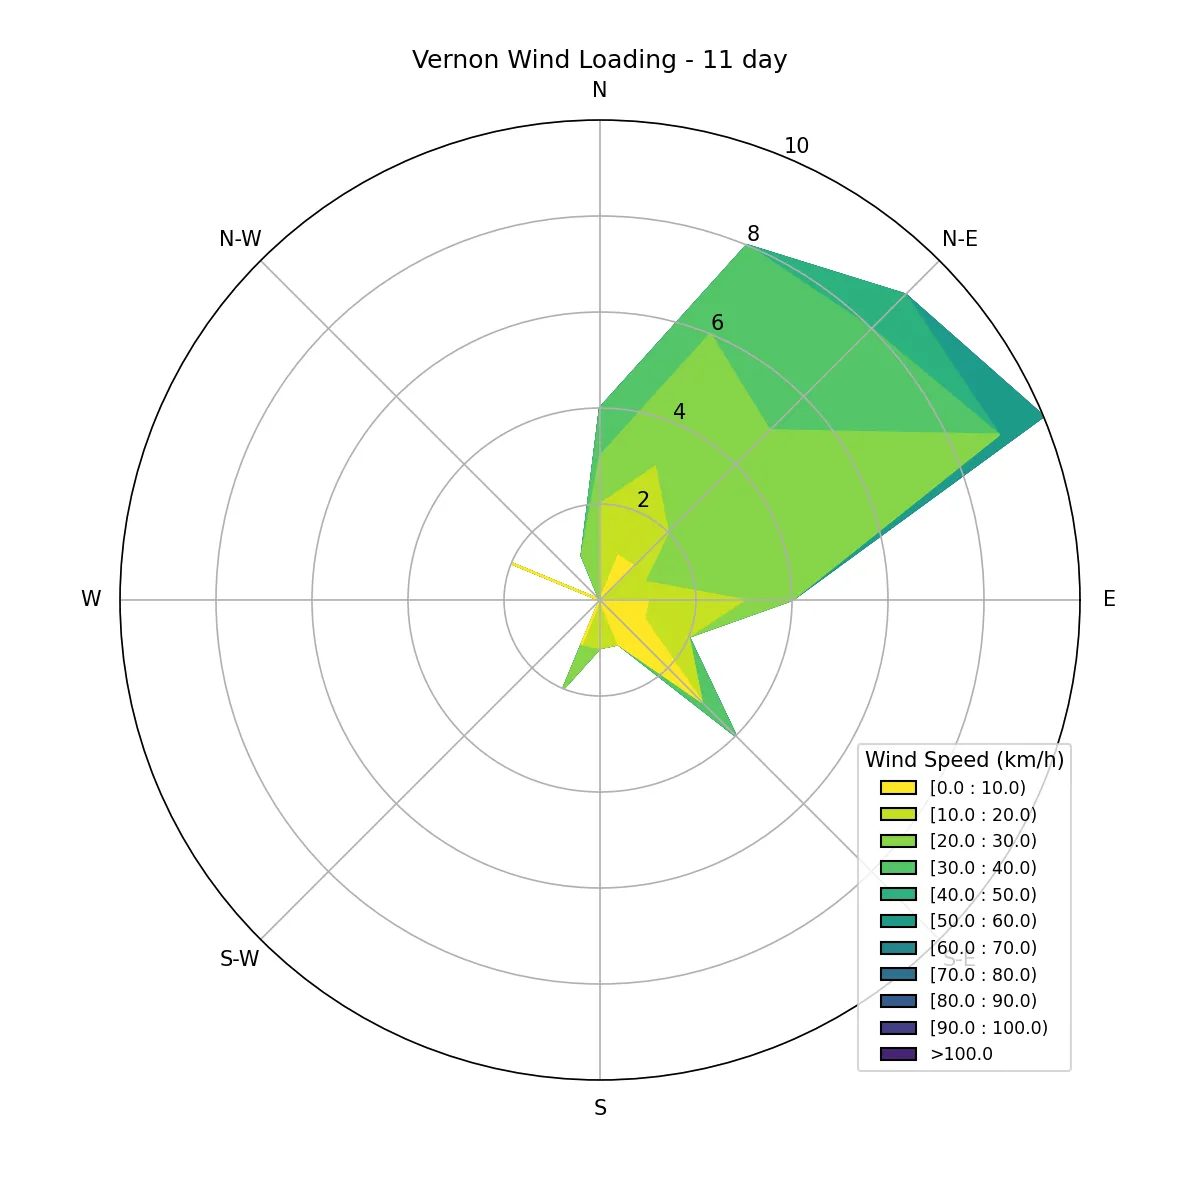 Vernon Wind Loading - 11 day
N
10
8
N-W
N-E
6
4
2
W
E
Wind Speed (km/h)
[0.0 : 10.0)
[10.0 : 20.0)
[20.0 : 30.0)
[30.0 : 40.0)
[40.0 : 50.0)
[50.0 : 60.0)
S-W
S-E
[60.0 : 70.0)
[70.0 : 80.0)
[80.0 : 90.0)
[90.0 : 100.0)
>100.0
S